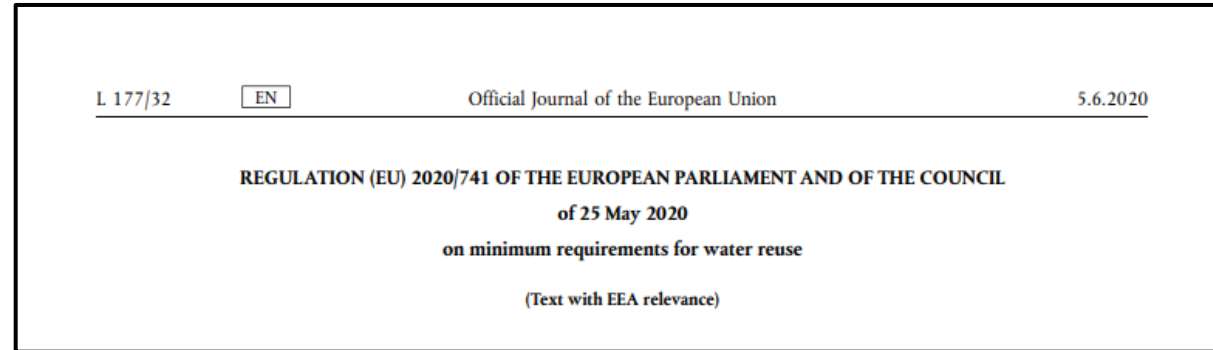 L 177/32 EN Official Journal of the European Union 5.6.2020
REGULATION (EU) 2020/741 OF THE EUROPEAN PARLIAMENT AND OF THE COUNCIL
of 25 May 2020
on minimum requirements for water reuse
(Text with EEA relevance)